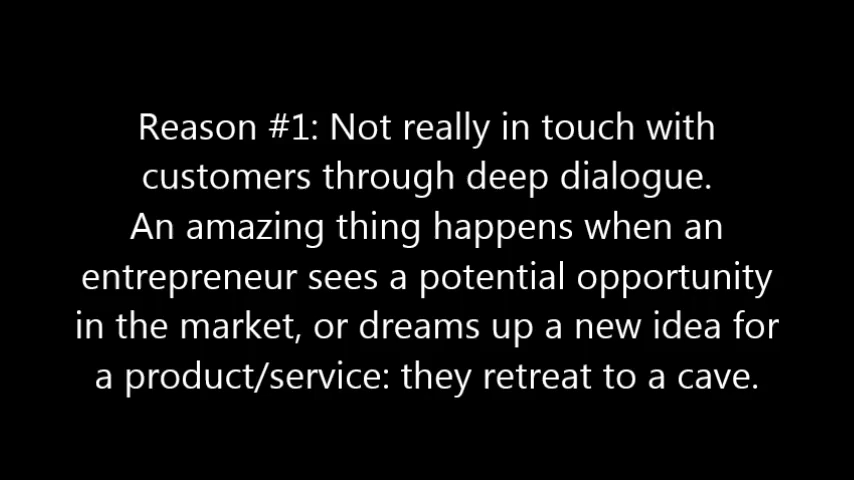 Reason #1: Not really in touch with
customers through deep dialogue.
An amazing thing happens when an
entrepreneur sees a potential opportunity
in the market, or dreams up a new idea for
a product/service: they retreat to a cave.